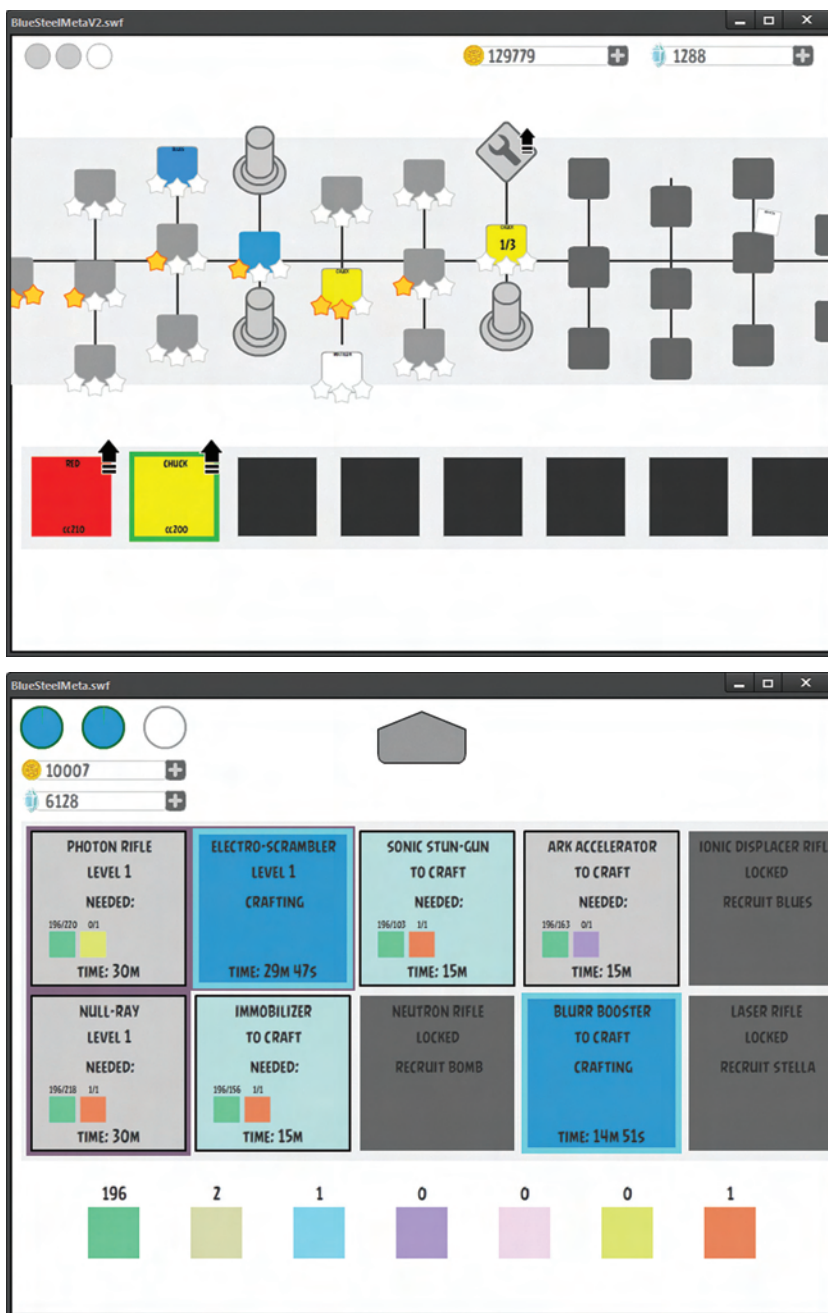 BlueSteelMetaV2.swf
129779
1288
CHUCK
1/3
RED
CHUCK
cc210
cc200
BlueSteelMeta.swf
10007
6128
PHOTON RIFLE
LEVEL 1
NEEDED:
196/220 0/1
TIME: 30M
ELECTRO-SCRAMBLER
LEVEL 1
CRAFTING
TIME: 29M 47S
SONIC STUN-GUN
TO CRAFT
NEEDED:
196/103 1/1
TIME: 15M
ARK ACCELERATOR
TO CRAFT
NEEDED:
196/163 0/1
TIME: 15M
IONIC DISPLACER RIFL
LOCKED
RECRUIT BLUES
NULL-RAY
LEVEL 1
NEEDED:
196/218 1/1
TIME: 30M
IMMOBILIZER
TO CRAFT
NEEDED:
196/156 1/1
TIME: 15M
NEUTRON RIFLE
LOCKED
RECRUIT BOMB
BLURR BOOSTER
TO CRAFT
CRAFTING
TIME: 14M 51S
LASER RIFLE
LOCKED
RECRUIT STELLA
196 2 1 0 0 0 1